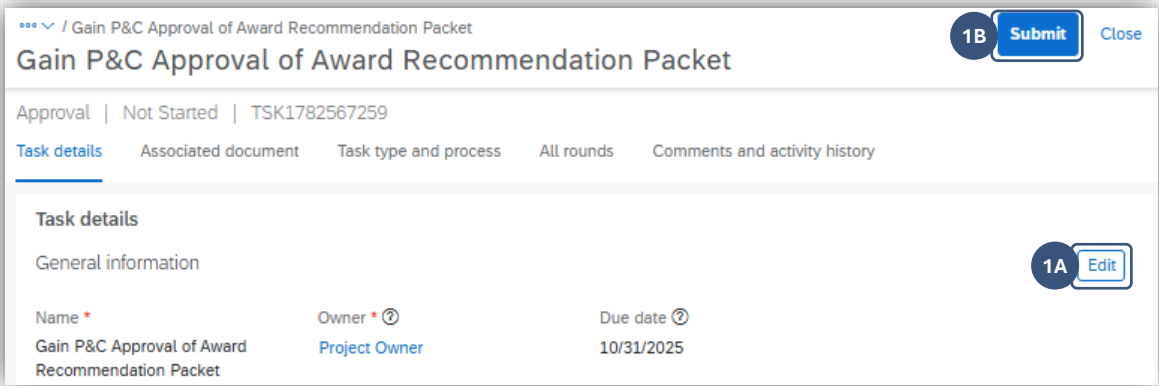 / Gain P&C Approval of Award Recommendation Packet
Gain P&C Approval of Award Recommendation Packet
1B Submit Close
Approval | Not Started | TSK1782567259
Task details Associated document Task type and process All rounds Comments and activity history
Task details
General information
1A Edit
Name * Owner * ? Due date ?
Gain P&C Approval of Award Project Owner 10/31/2025
Recommendation Packet